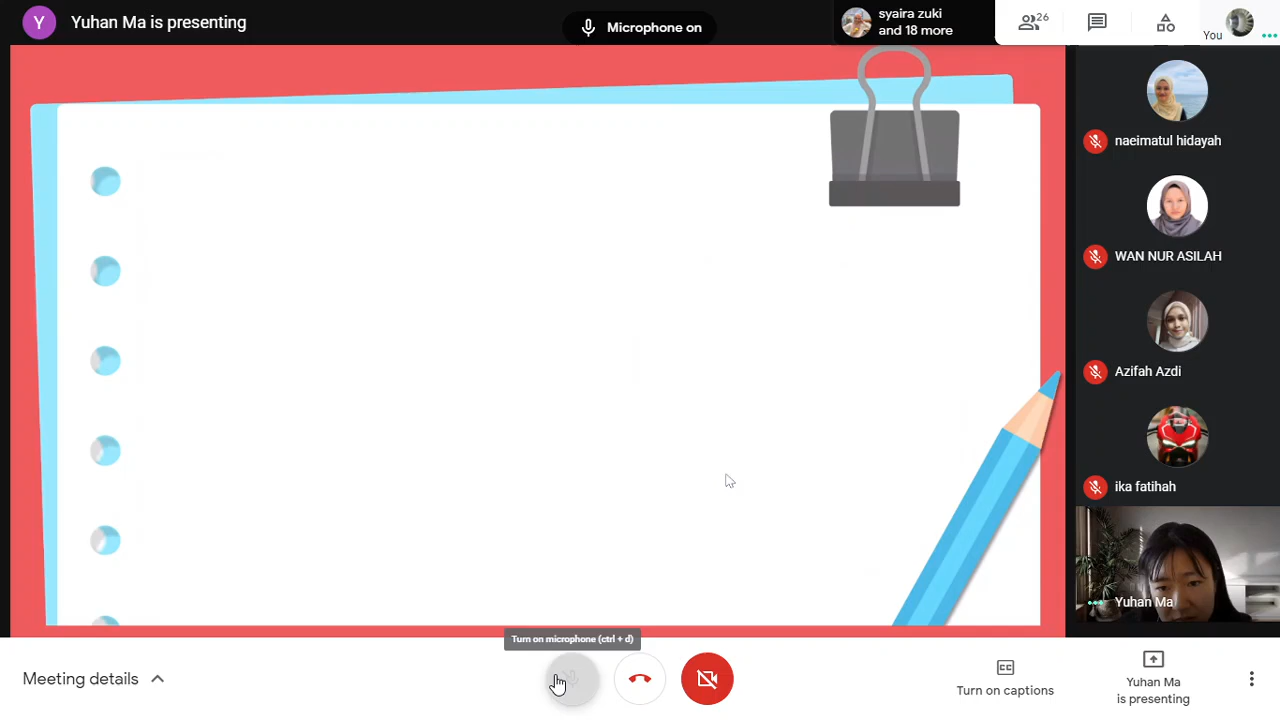 Y
Yuhan Ma is presenting
Microphone on
syaira zuki
and 18 more
26
You
naeimatul hidayah
WAN NUR ASILAH
Azifah Azdi
ika fatihah
Yuhan Ma
Turn on microphone (ctrl + d)
Meeting details
Turn on captions
Yuhan Ma
is presenting